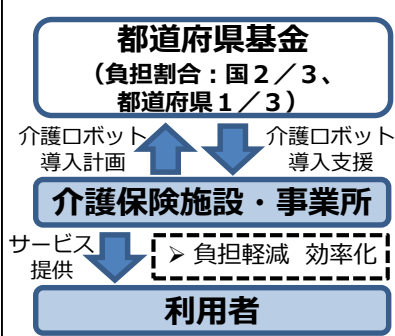 都道府県基金
（負担割合：国２／３、
都道府県１／３）
介護ロボット
導入計画
介護ロボット
導入支援
介護保険施設・事業所
サービス
提供
➢ 負担軽減 効率化
利用者